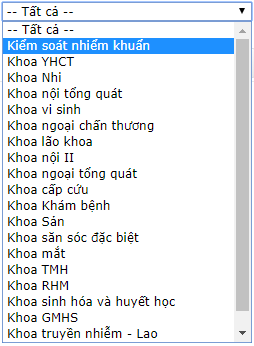 -- Tất cả --
-- Tất cả --
Kiểm soát nhiễm khuẩn
Khoa YHCT
Khoa Nhi
Khoa nội tổng quát
Khoa vi sinh
Khoa ngoại chấn thương
Khoa lão khoa
Khoa nội II
Khoa ngoại tổng quát
Khoa cấp cứu
Khoa Khám bệnh
Khoa Sản
Khoa săn sóc đặc biệt
Khoa mắt
Khoa TMH
Khoa RHM
Khoa sinh hóa và huyết học
Khoa GMHS
Khoa truyền nhiễm - Lao